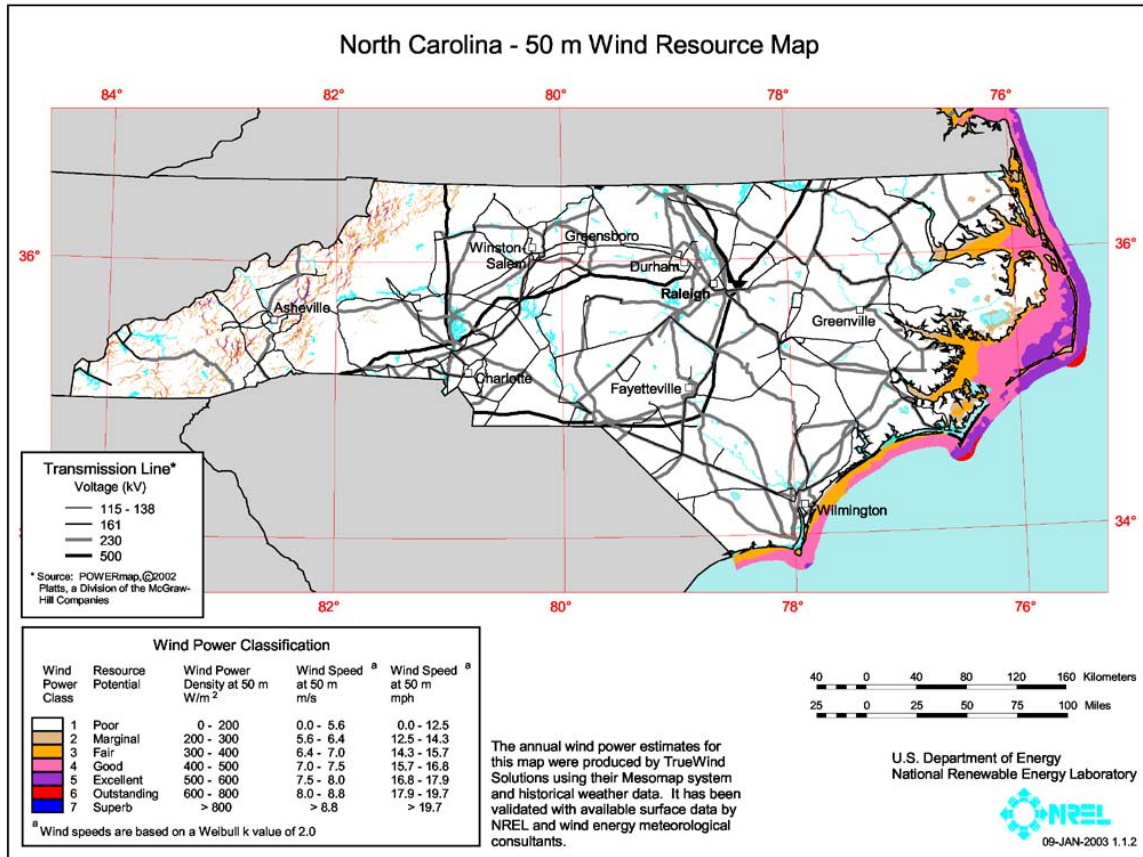 North Carolina - 50 m Wind Resource Map
84°
82°
80°
78°
76°
36°
36°
Winston-
Salem
Greensboro
Durham
Raleigh
Asheville
Greenville
Charlotte
Fayetteville
Wilmington
34°
82°
80°
78°
76°
Transmission Line*
Voltage (kV)
115 - 138
161
230
500
* Source: POWERmap, ©2002
Platts, a Division of the McGraw-
Hill Companies
Wind Power Classification
Wind Resource Wind Power Wind Speed a Wind Speed a
Power Potential Density at 50 m at 50 m at 50 m
Class W/m 2 m/s mph
1 Poor 0 - 200 0.0 - 5.6 0.0 - 12.5
2 Marginal 200 - 300 5.6 - 6.4 12.5 - 14.3
3 Fair 300 - 400 6.4 - 7.0 14.3 - 15.7
4 Good 400 - 500 7.0 - 7.5 15.7 - 16.8
5 Excellent 500 - 600 7.5 - 8.0 16.8 - 17.9
6 Outstanding 600 - 800 8.0 - 8.8 17.9 - 19.7
7 Superb > 800 > 8.8 > 19.7
a Wind speeds are based on a Weibull k value of 2.0
The annual wind power estimates for
this map were produced by TrueWind
Solutions using their Mesomap system
and historical weather data. It has been
validated with available surface data by
NREL and wind energy meteorological
consultants.
40 0 40 80 120 160 Kilometers
25 0 25 50 75 100 Miles
U.S. Department of Energy
National Renewable Energy Laboratory
NREL
09-JAN-2003 1.1.2